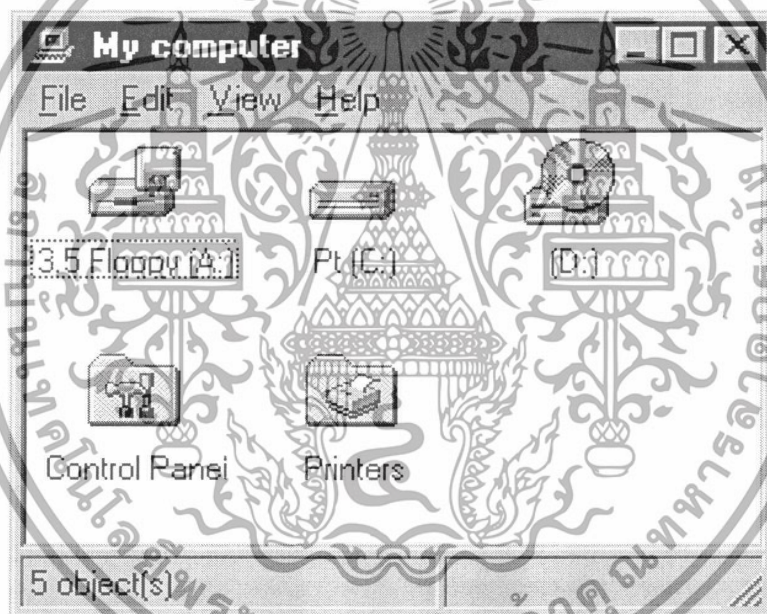 My computer
File Edit View Help
3.5 Floppy (A:) Pt (C:) (D:)
Control Panel Printers
5 object(s)